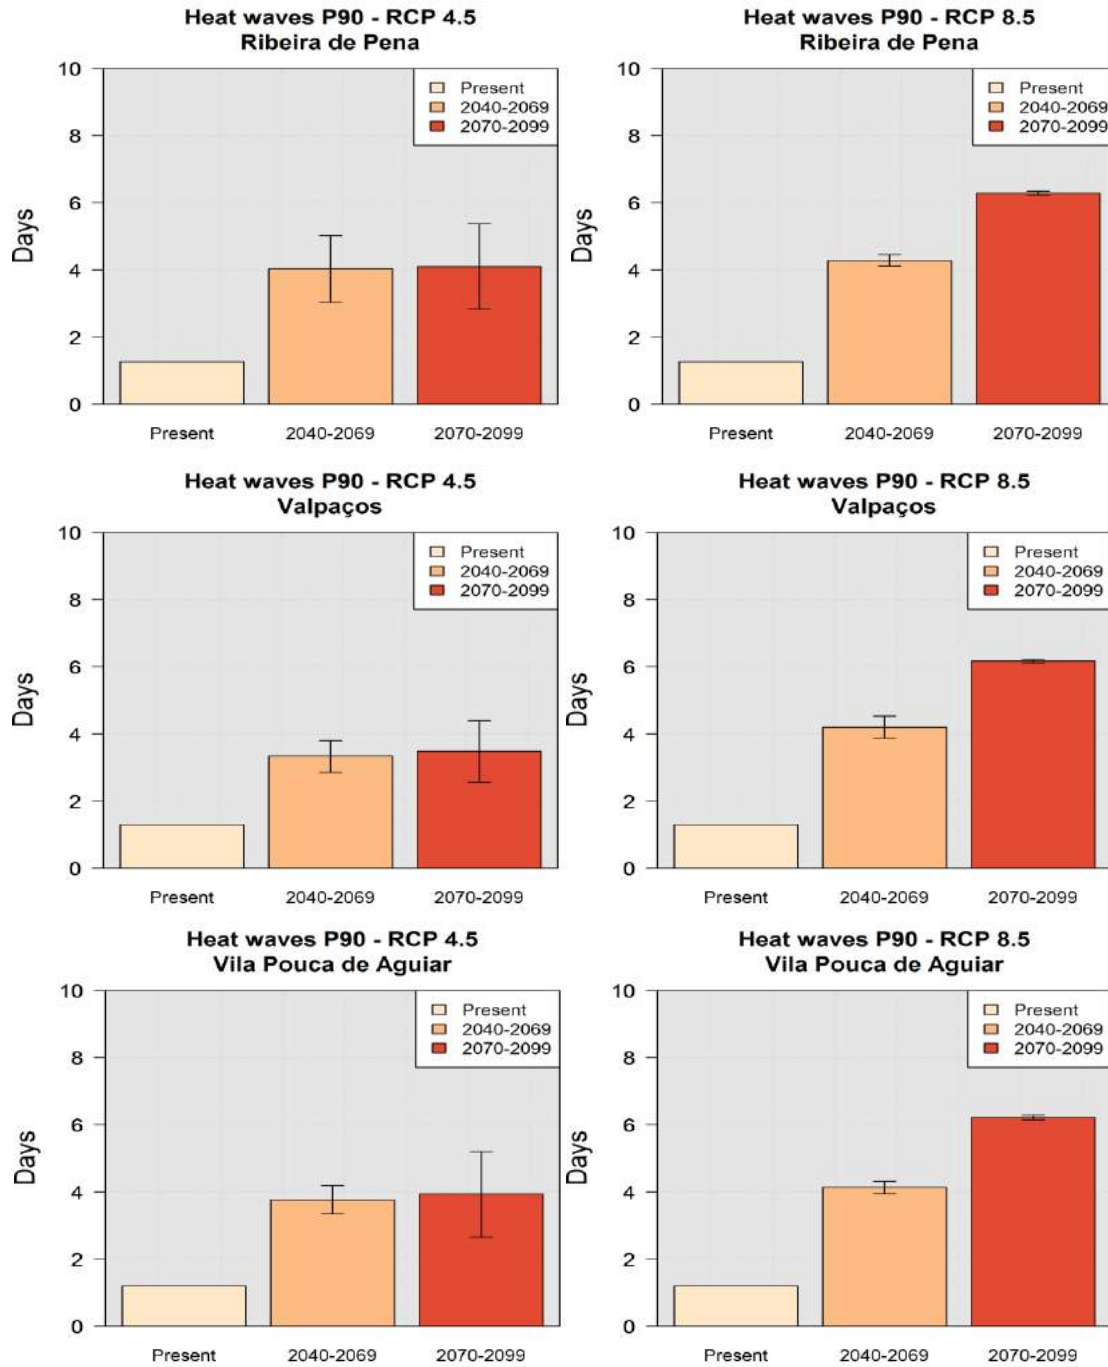 Heat waves P90 - RCP 4.5
Ribeira de Pena
Days
10
8
6
4
2
0
Present
2040-2069
2070-2099
Present 2040-2069 2070-2099
Heat waves P90 - RCP 8.5
Ribeira de Pena
Days
10
8
6
4
2
0
Present
2040-2069
2070-2099
Present 2040-2069 2070-2099
Heat waves P90 - RCP 4.5
Valpaços
Days
10
8
6
4
2
0
Present
2040-2069
2070-2099
Present 2040-2069 2070-2099
Heat waves P90 - RCP 8.5
Valpaços
Days
10
8
6
4
2
0
Present
2040-2069
2070-2099
Present 2040-2069 2070-2099
Heat waves P90 - RCP 4.5
Vila Pouca de Aguiar
Days
10
8
6
4
2
0
Present
2040-2069
2070-2099
Present 2040-2069 2070-2099
Heat waves P90 - RCP 8.5
Vila Pouca de Aguiar
Days
10
8
6
4
2
0
Present
2040-2069
2070-2099
Present 2040-2069 2070-2099